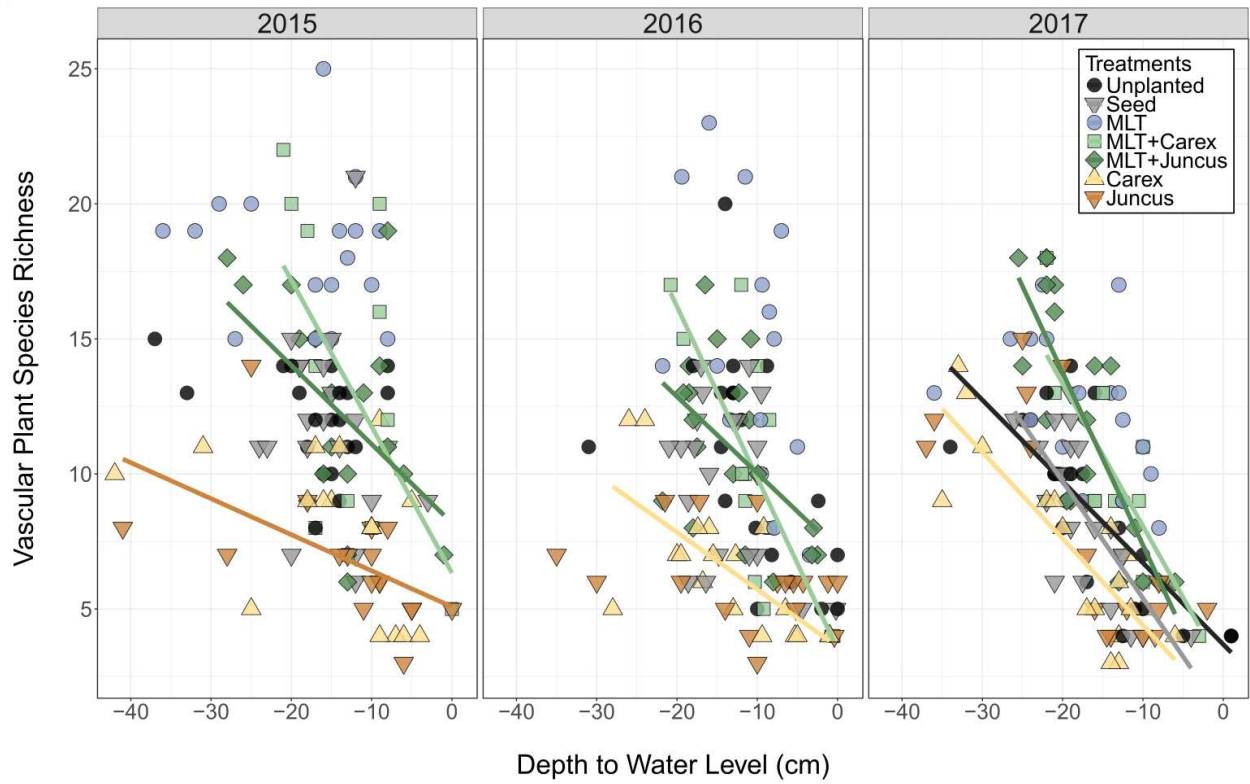 2015 2016 2017
Vascular Plant Species Richness
25
20
15
10
5
Treatments
Unplanted
Seed
MLT
MLT+Carex
MLT+Juncus
Carex
Juncus
−40 −30 −20 −10 0 −40 −30 −20 −10 0 −40 −30 −20 −10 0
Depth to Water Level (cm)